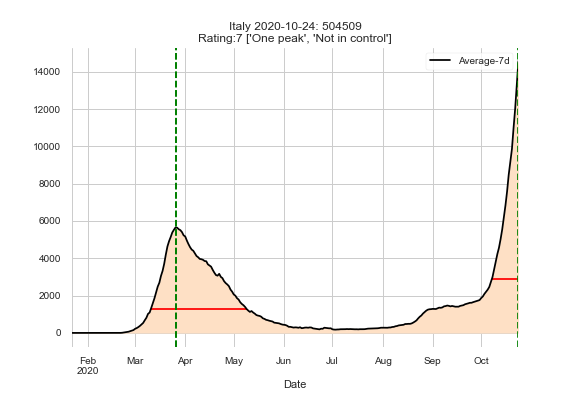 Italy 2020-10-24: 504509
Rating:7 ['One peak', 'Not in control']
Average-7d
14000
12000
10000
8000
6000
4000
2000
0
Feb Mar Apr May Jun Jul Aug Sep Oct
2020
Date